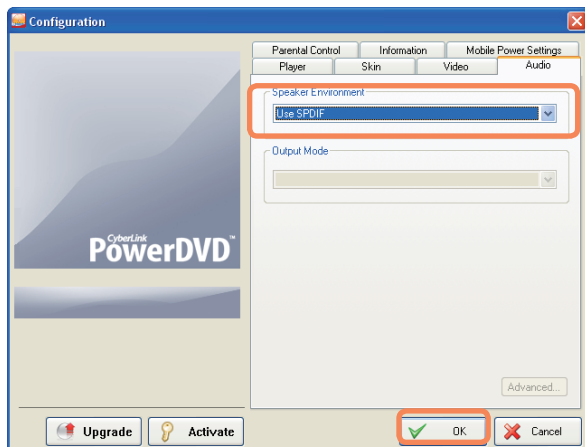 Configuration
Parental Control Information Mobile Power Settings
Player Skin Video Audio
Speaker Environment
Use SPDIF
Output Mode
CyberLink
PowerDVD™
Advanced...
Upgrade Activate OK Cancel